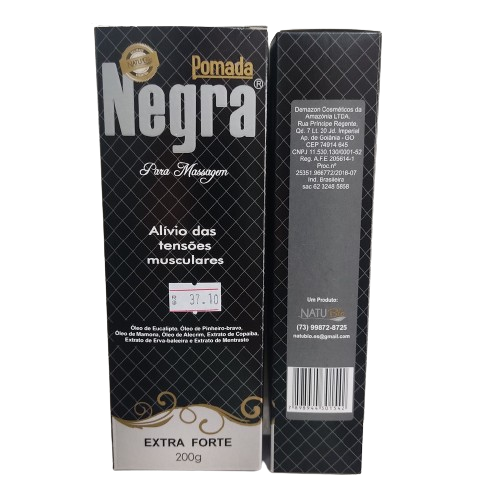 Pomada
Negra®
Para Massagem
Alívio das
tensões
musculares
R$ 37.10
Óleo de Eucalipto, Óleo de Pinheiro-bravo,
Óleo de Mamona, Óleo de Alecrim, Extrato de Copaíba,
Extrato de Erva-baleeira e Extrato de Mentrasto
EXTRA FORTE
200g
Demazon Cosméticos da
Amazônia LTDA.
Rua Príncipe Regente,
Qd. 7 Lt. 20 Jd. Imperial
Ap. de Goiânia - GO
CEP 74914 645
CNPJ 11.530.130/0001-52
Reg. A.F.E 205614-1
Proc.nº
25351.966772/2016-07
Ind. Brasileira
sac 62 3248 5658
Um Produto:
NATU
(73) 99872-8725
natubio.se@gmail.com